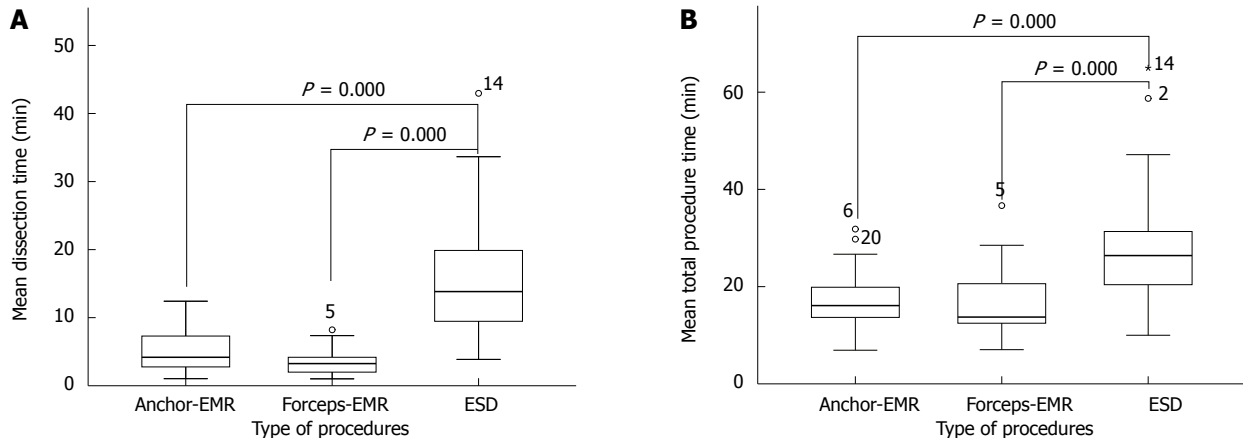 A
Mean dissection time (min)
50
40
30
20
10
0
P = 0.000
P = 0.000
14
5
Anchor-EMR Forceps-EMR ESD
Type of procedures
B
Mean total procedure time (min)
60
40
20
0
P = 0.000
P = 0.000
*14
2
5
6
20
Anchor-EMR Forceps-EMR ESD
Type of procedures